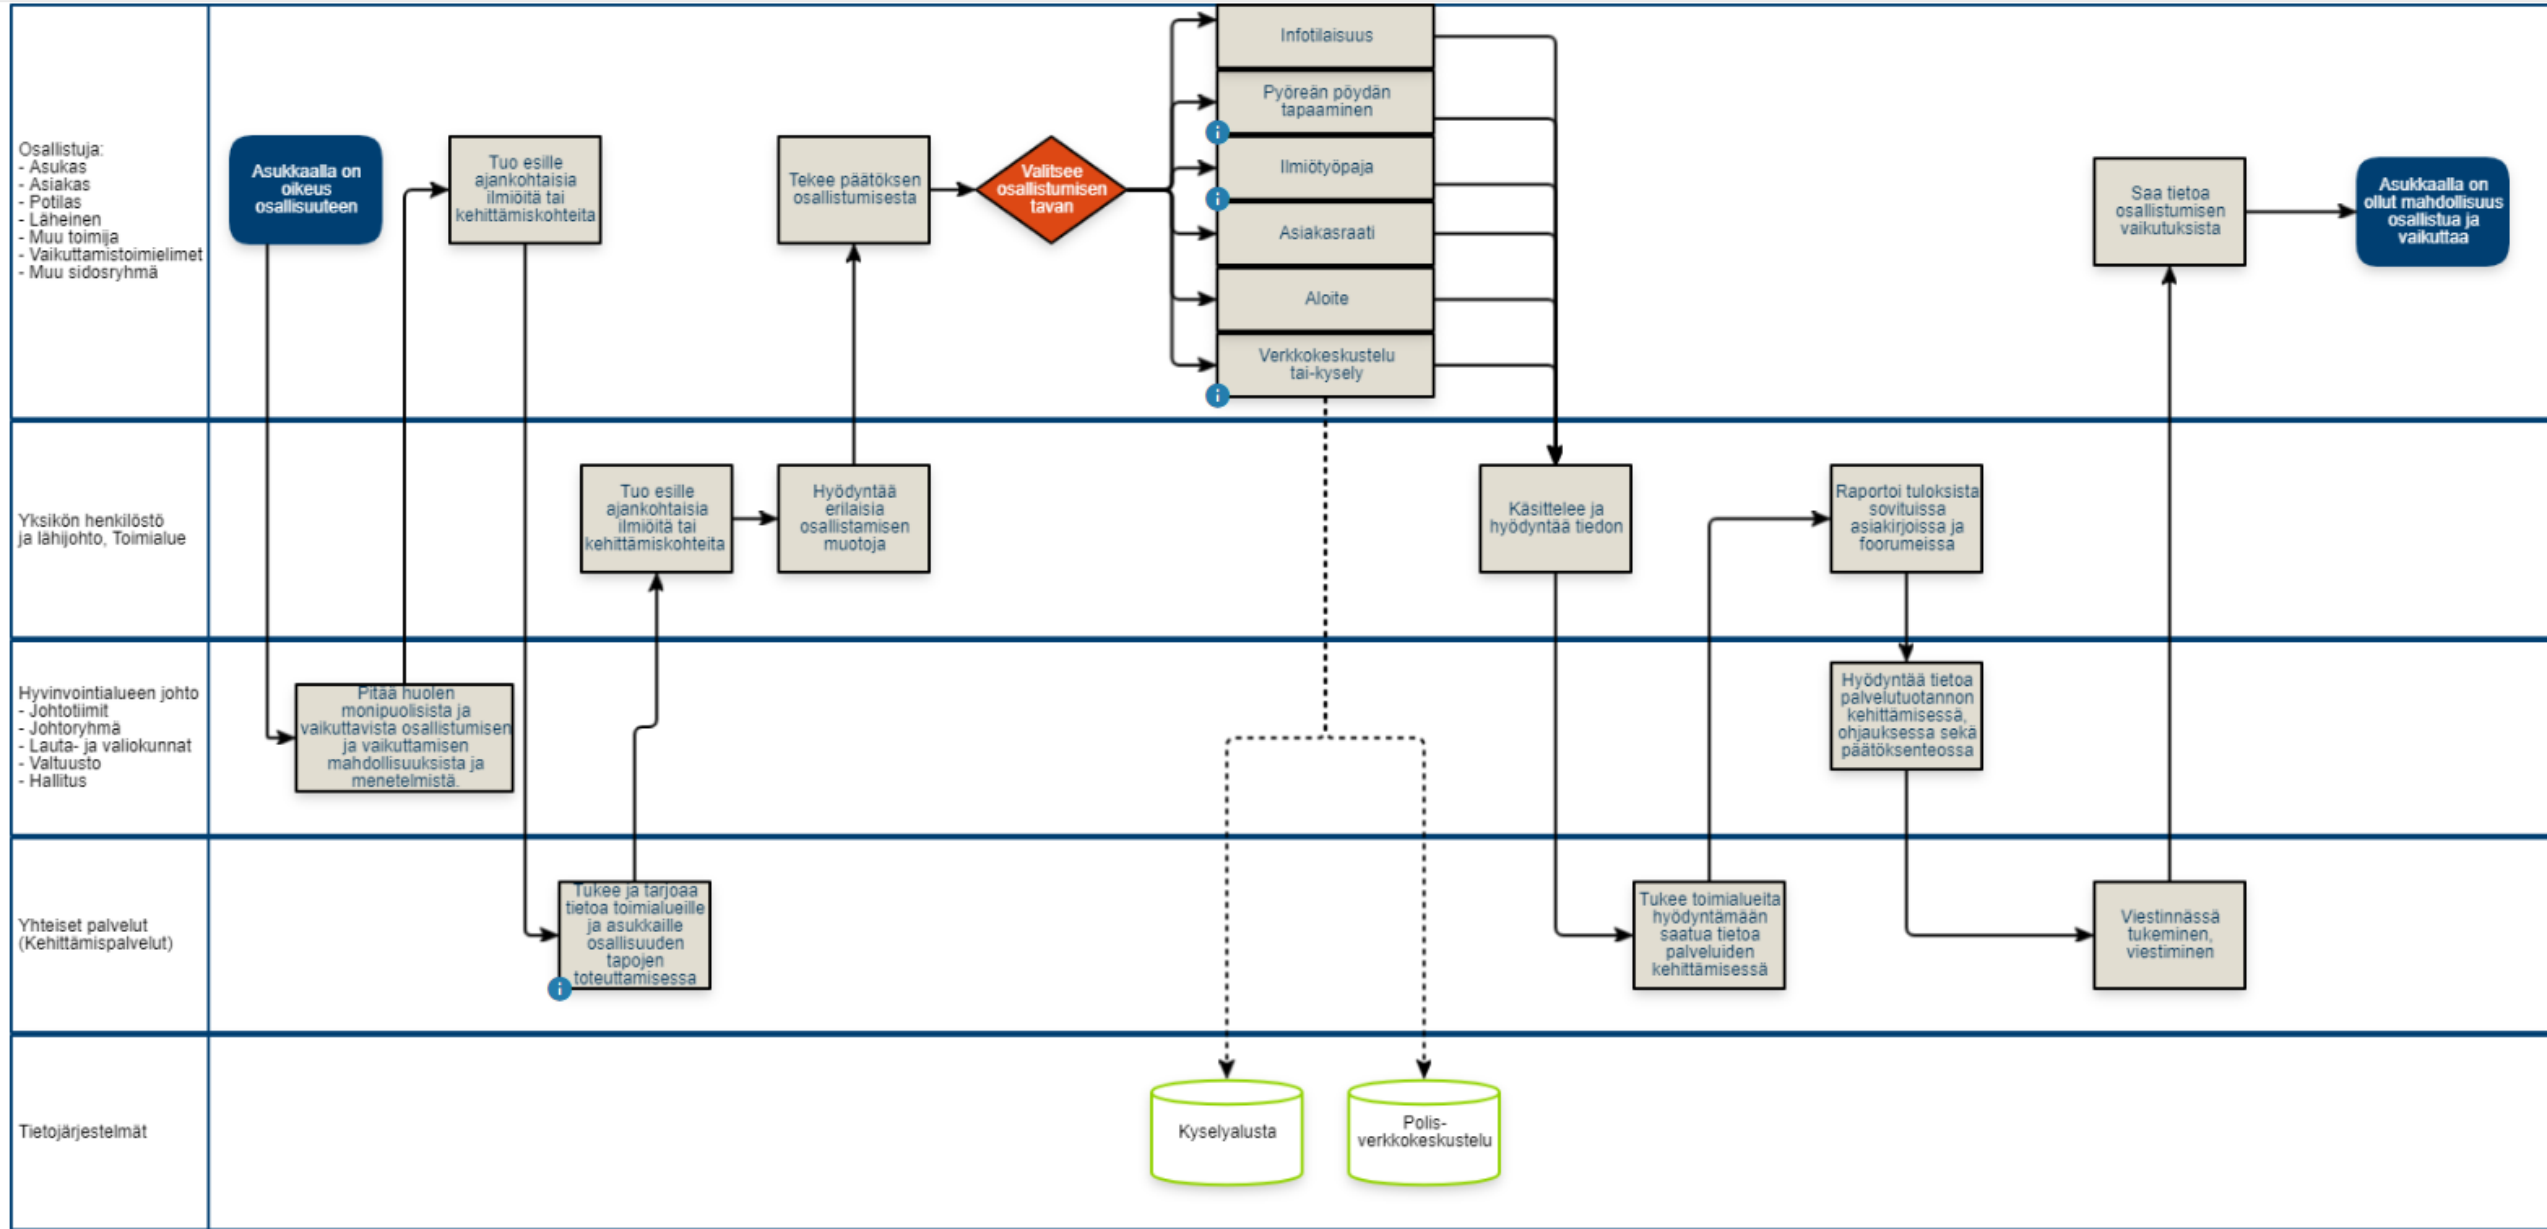 Osallistuja:
- Asukas
- Asiakas
- Potilas
- Läheinen
- Muu toimija
- Vaikuttamistoimielimet
- Muu sidosryhmä
Asukkaalla on
oikeus
osallisuuteen
Tuo esille
ajankohtaisia
ilmiöitä tai
kehittämiskohteita
Tekee päätöksen
osallistumisesta
Valitsee
osallistumisen
tavan
Infotilaisuus
Pyöreän pöydän
tapaaminen
Ilmiötyöpaja
Asiakasraati
Aloite
Verkkokeskustelu
tai-kysely
Saa tietoa
osallistumisen
vaikutuksista
Asukkaalla on
ollut mahdollisuus
osallistua ja
vaikuttaa
Yksikön henkilöstö
ja lähijohto, Toimialue
Tuo esille
ajankohtaisia
ilmiöitä tai
kehittämiskohteita
Hyödyntää
erilaisia
osallistamisen
muotoja
Käsittelee ja
hyödyntää tiedon
Raportoi tuloksista
sovituissa
asiakirjoissa ja
foorumeissa
Hyvinvointialueen johto
- Johtotiimit
- Johtoryhmä
- Lauta- ja valiokunnat
- Valtuusto
- Hallitus
Pitää huolen
monipuolisista ja
vaikuttavista osallistumisen
ja vaikuttamisen
mahdollisuuksista ja
menetelmistä.
Hyödyntää tietoa
palvelutuotannon
kehittämisessä,
ohjauksessa sekä
päätöksenteossa
Yhteiset palvelut
(Kehittämispalvelut)
Tukee ja tarjoaa
tietoa toimialueille
ja asukkaille
osallisuuden
tapojen
toteuttamisessa
Tukee toimialueita
hyödyntämään
saatua tietoa
palveluiden
kehittämisessä
Viestinnässä
tukeminen,
viestiminen
Tietojärjestelmät
Kyselyalusta
Polis-
verkkokeskustelu